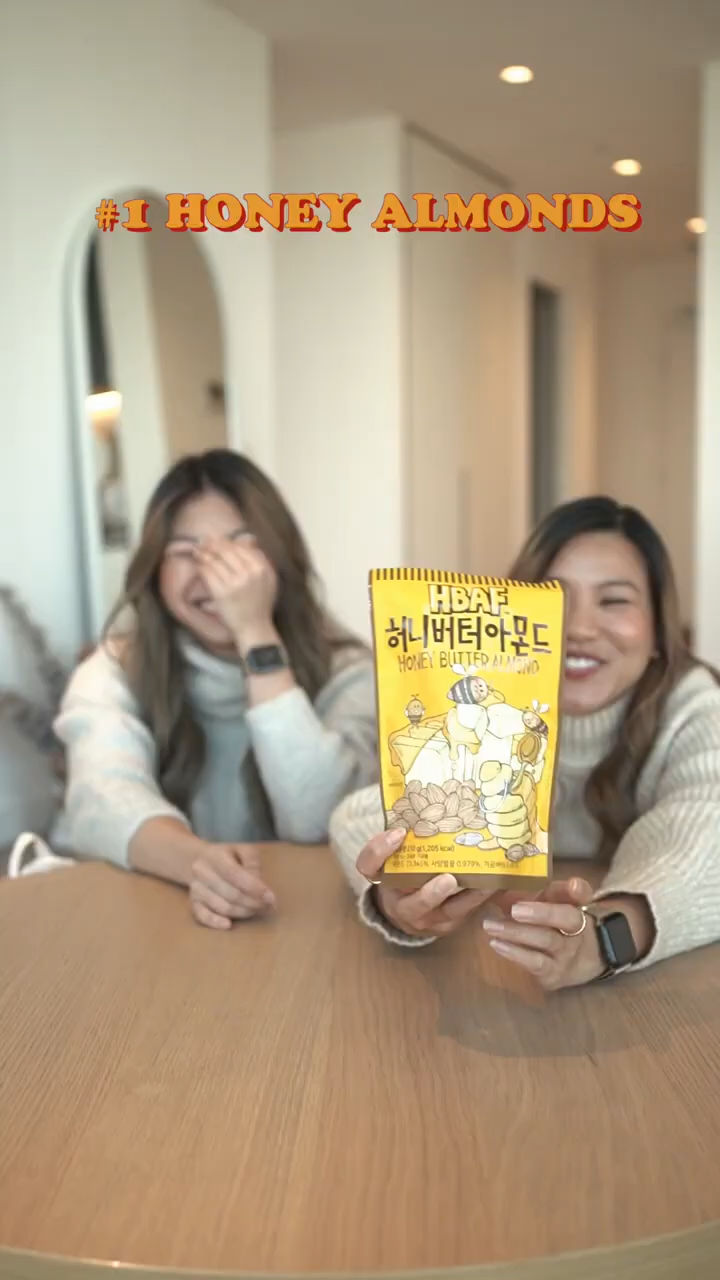 #1 HONEY ALMONDS
HBAF
허니버터아몬드
HONEY BUTTER ALMOND